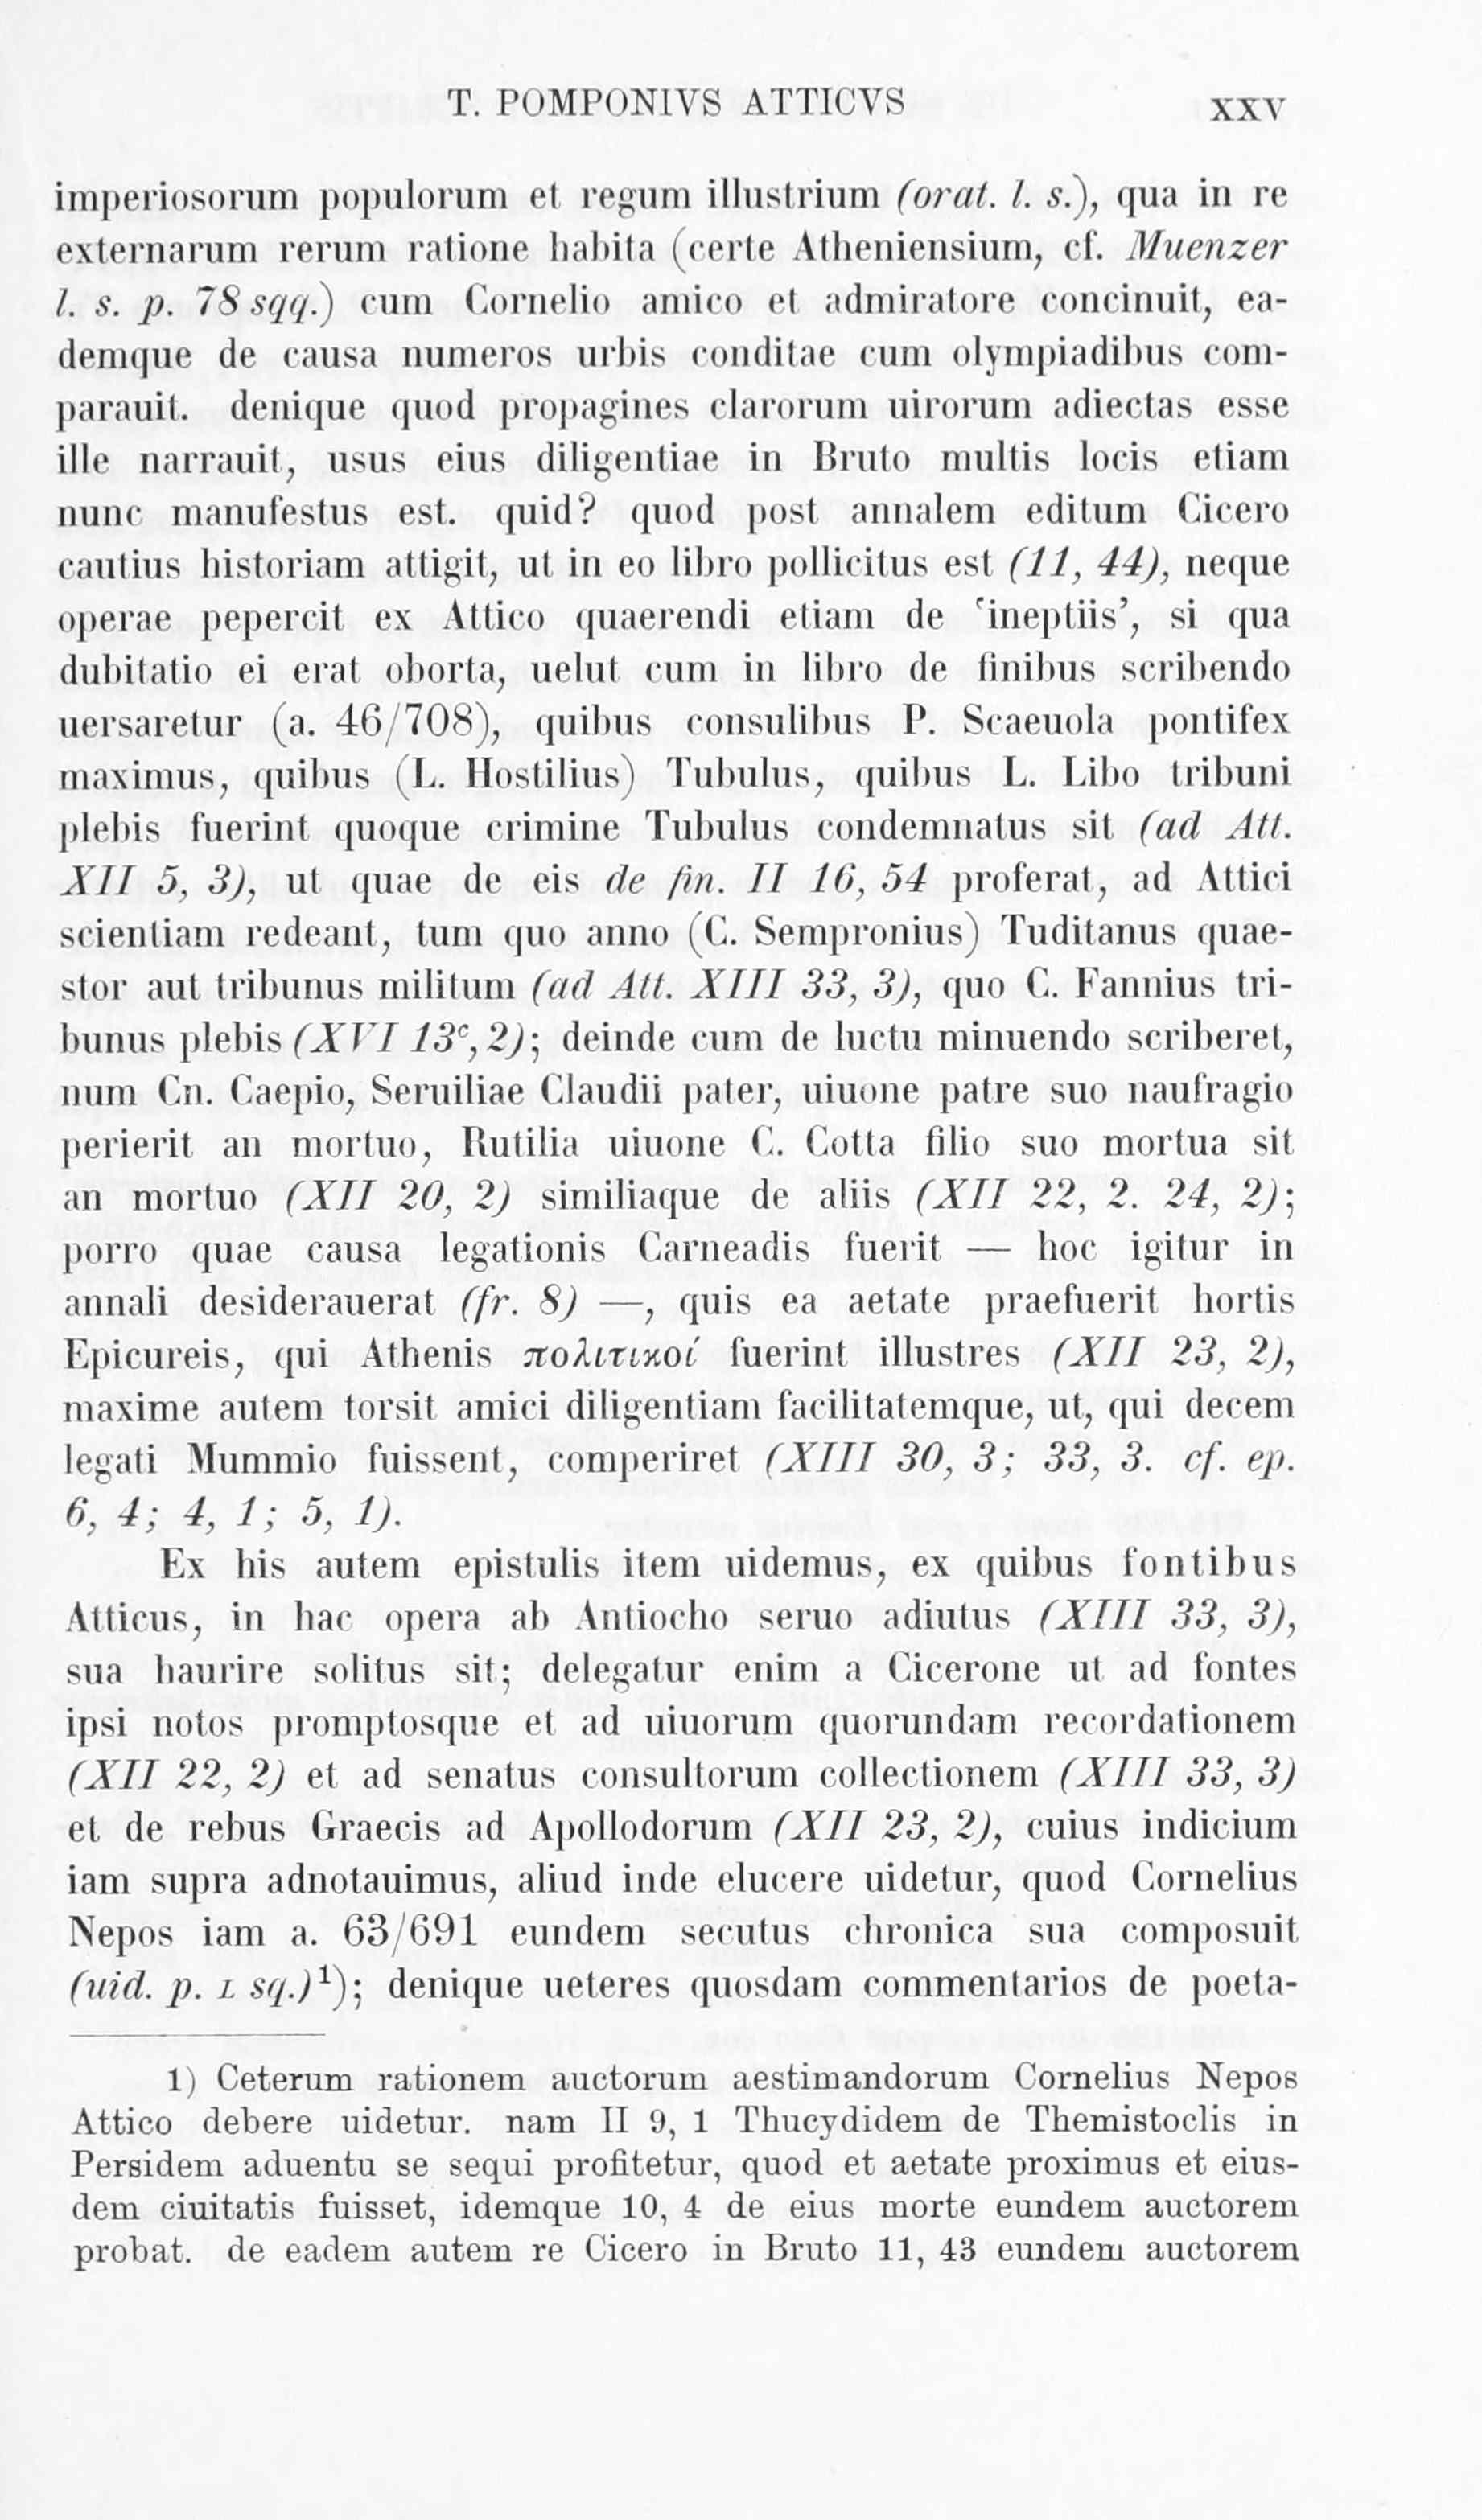 T. POMPONIVS ATTICVS XXV
imperiosorum populorum et regum illustrium (orat. l. s.), qua in re
externarum rerum ratione habita (certe Atheniensium, cf. Muenzer
l. s. p. 78 sqq.) cum Cornelio amico et admiratore concinuit, ea-
demque de causa numeros urbis conditae cum olympiadibus com-
parauit. denique quod propagines clarorum uirorum adiectas esse
ille narrauit, usus eius diligentiae in Bruto multis locis etiam
nunc manufestus est. quid? quod post annalem editum Cicero
cautius historiam attigit, ut in eo libro pollicitus est (11, 44), neque
operae pepercit ex Attico quaerendi etiam de ‘ineptiis’, si qua
dubitatio ei erat oborta, uelut cum in libro de finibus scribendo
uersaretur (a. 46/708), quibus consulibus P. Scaeuola pontifex
maximus, quibus (L. Hostilius) Tubulus, quibus L. Libo tribuni
plebis fuerint quoque crimine Tubulus condemnatus sit (ad Att.
XII 5, 3), ut quae de eis de fin. II 16, 54 proferat, ad Attici
scientiam redeant, tum quo anno (C. Sempronius) Tuditanus quae-
stor aut tribunus militum (ad Att. XIII 33, 3), quo C. Fannius tri-
bunus plebis (XVI 13ᶜ, 2); deinde cum de luctu minuendo scriberet,
num Cn. Caepio, Seruiliae Claudii pater, uiuone patre suo naufragio
perierit an mortuo, Rutilia uiuone C. Cotta filio suo mortua sit
an mortuo (XII 20, 2) similiaque de aliis (XII 22, 2. 24, 2);
porro quae causa legationis Carneadis fuerit — hoc igitur in
annali desiderauerat (fr. 8) —, quis ea aetate praefuerit hortis
Epicureis, qui Athenis πολιτικοί fuerint illustres (XII 23, 2),
maxime autem torsit amici diligentiam facilitatemque, ut, qui decem
legati Mummio fuissent, comperiret (XIII 30, 3; 33, 3. cf. ep.
6, 4; 4, 1; 5, 1).
Ex his autem epistulis item uidemus, ex quibus fontibus
Atticus, in hac opera ab Antiocho seruo adiutus (XIII 33, 3),
sua haurire solitus sit; delegatur enim a Cicerone ut ad fontes
ipsi notos promptosque et ad uiuorum quorundam recordationem
(XII 22, 2) et ad senatus consultorum collectionem (XIII 33, 3)
et de rebus Graecis ad Apollodorum (XII 23, 2), cuius indicium
iam supra adnotauimus, aliud inde elucere uidetur, quod Cornelius
Nepos iam a. 63/691 eundem secutus chronica sua composuit
(uid. p. L sq.)¹); denique ueteres quosdam commentarios de poeta-
1) Ceterum rationem auctorum aestimandorum Cornelius Nepos
Attico debere uidetur. nam II 9, 1 Thucydidem de Themistoclis in
Persidem aduentu se sequi profitetur, quod et aetate proximus et eius-
dem ciuitatis fuisset, idemque 10, 4 de eius morte eundem auctorem
probat. de eadem autem re Cicero in Bruto 11, 43 eundem auctorem